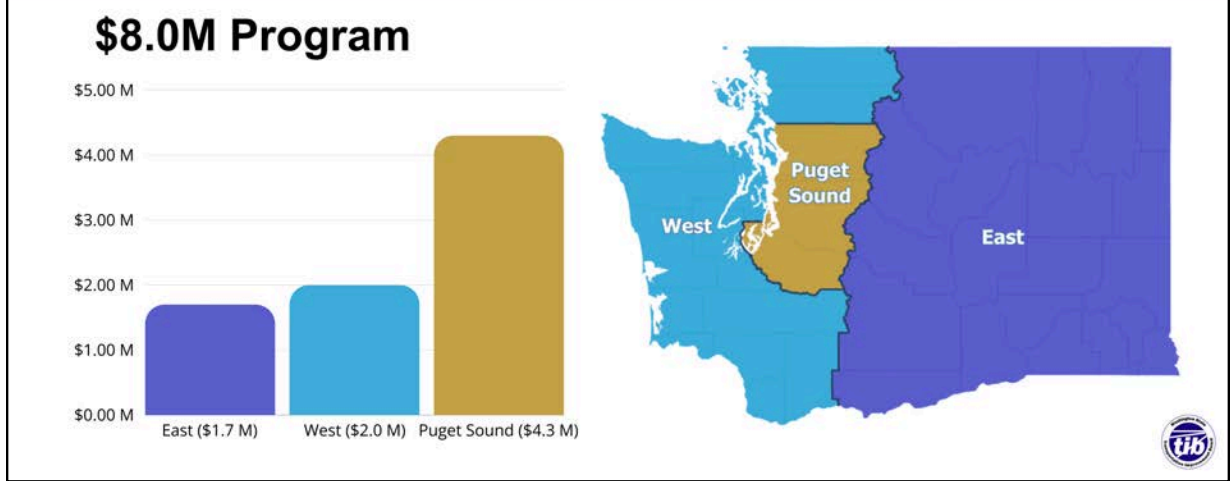 $8.0M Program
$5.00 M
$4.00 M
$3.00 M
$2.00 M
$1.00 M
$0.00 M
East ($1.7 M)
West ($2.0 M)
Puget Sound ($4.3 M)
Puget
Sound
West
East
tib